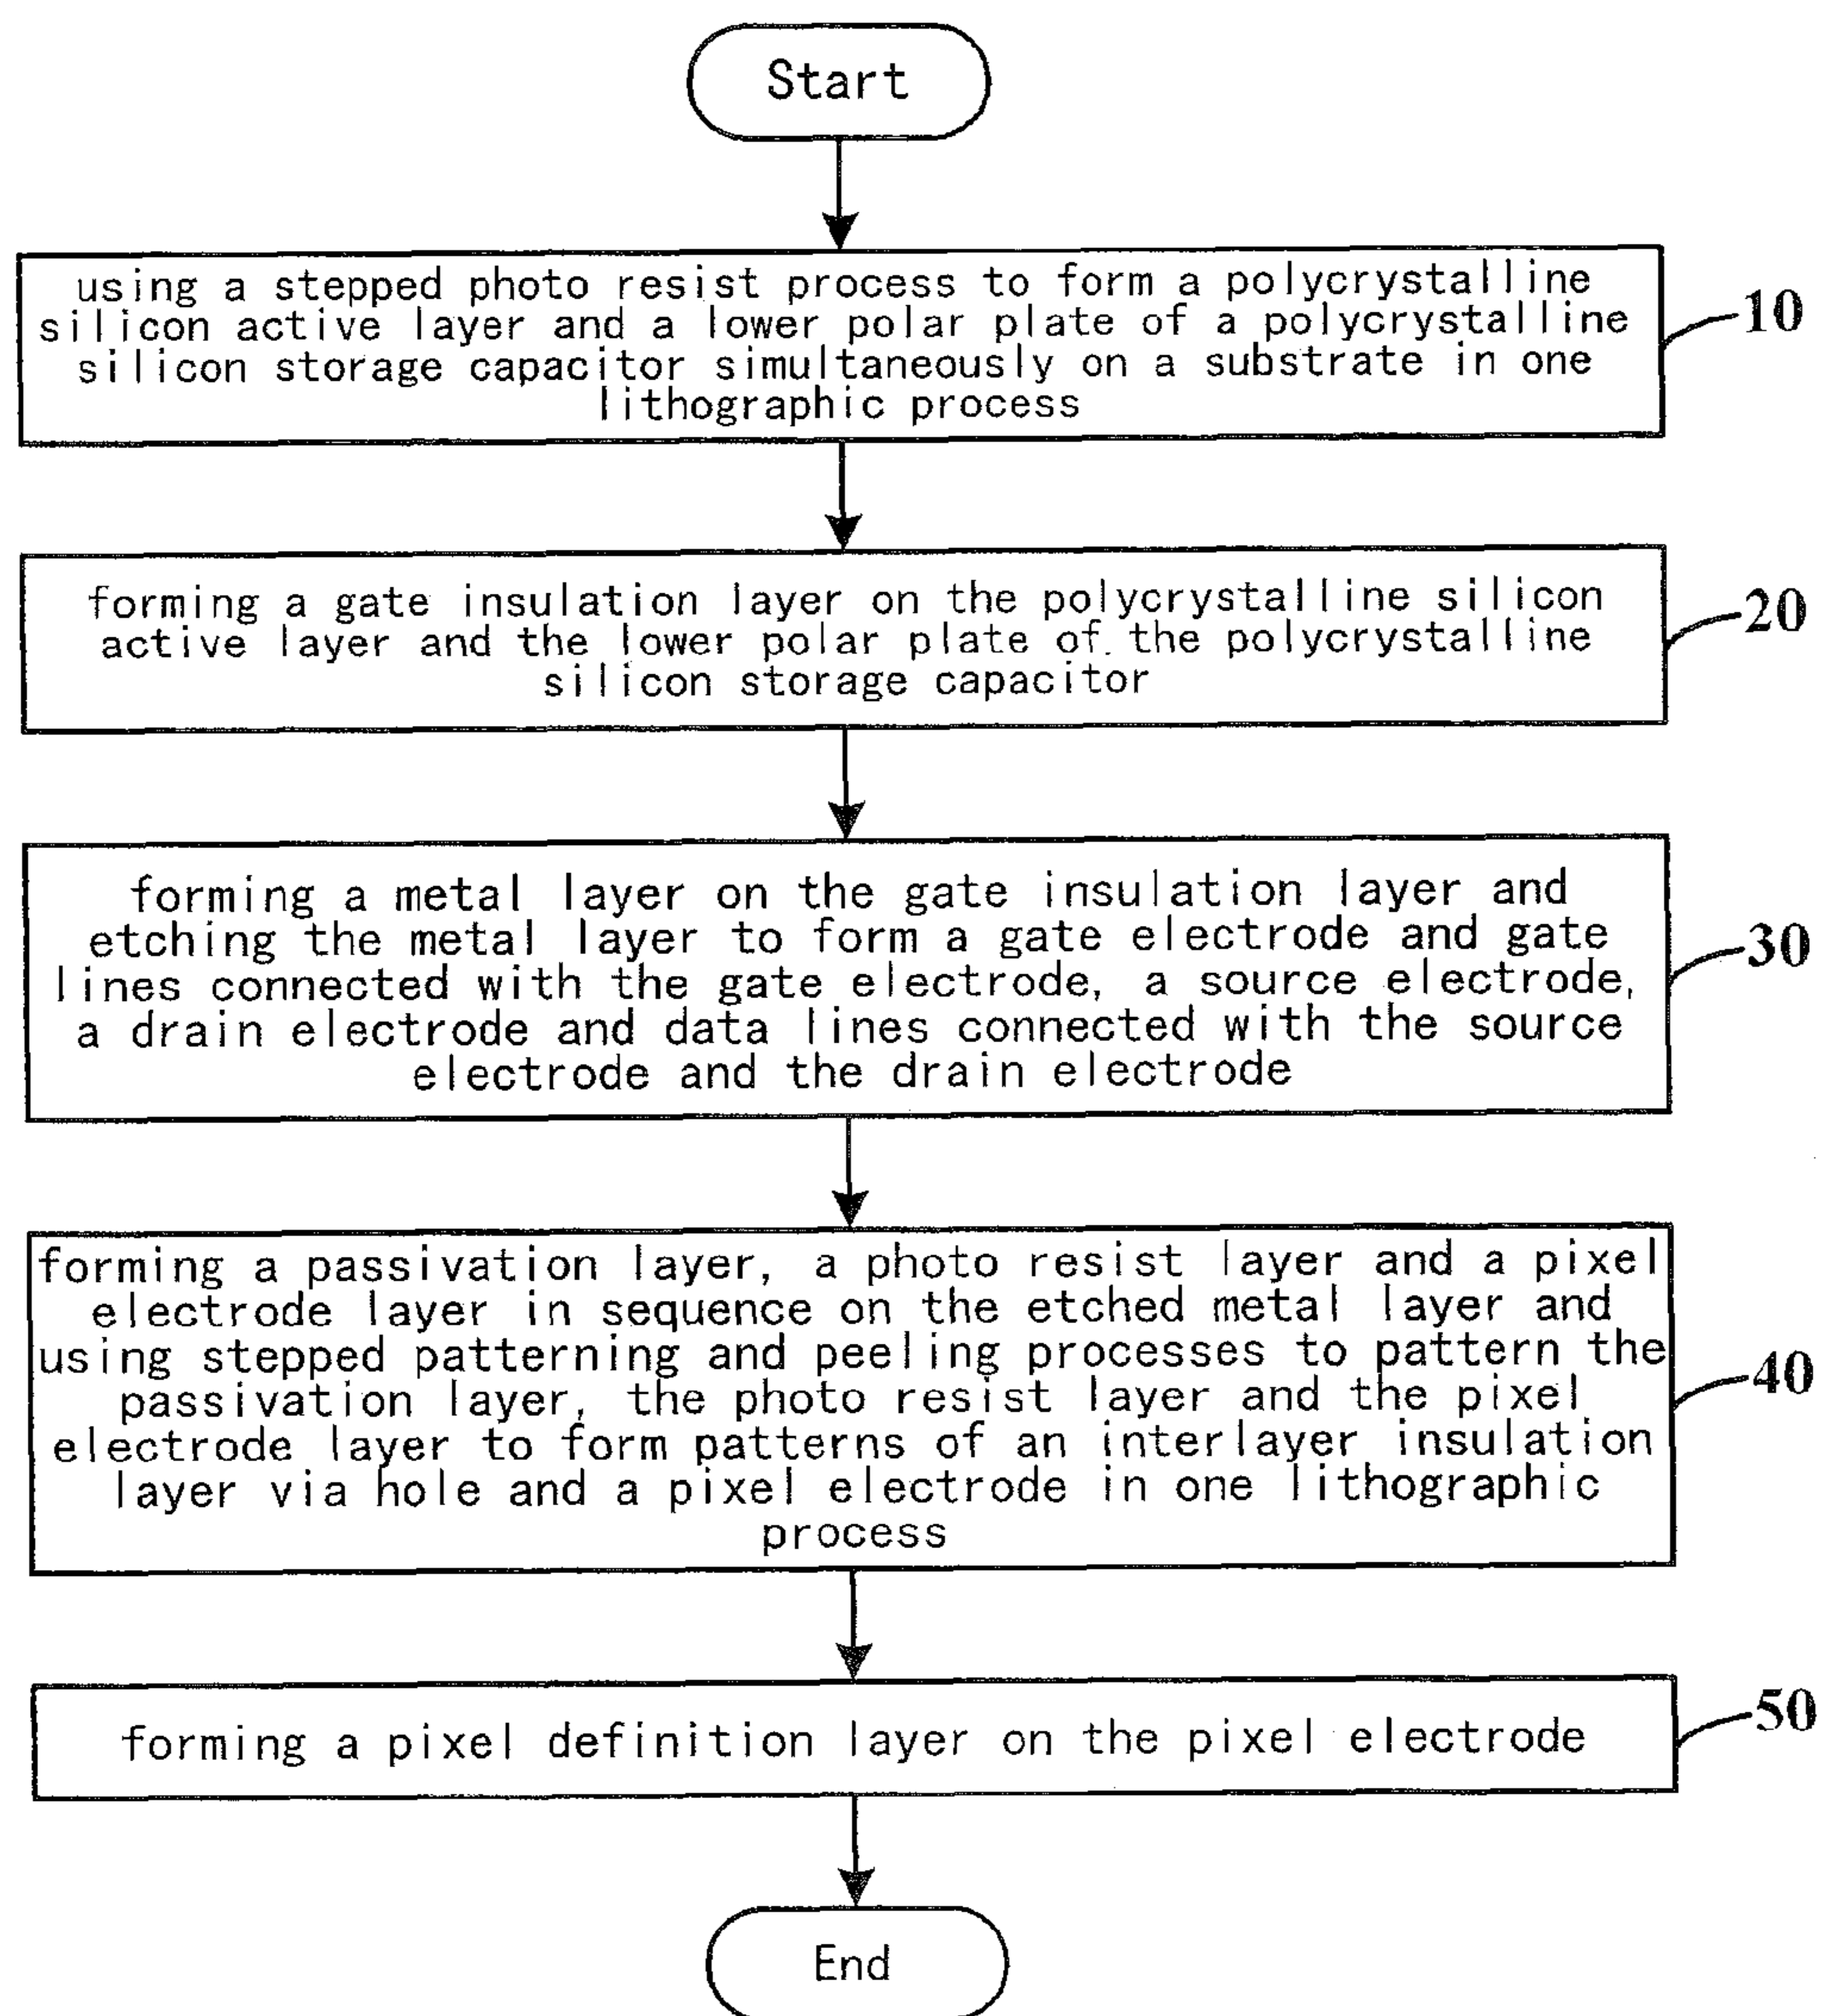 Start
using a stepped photo resist process to form a polycrystalline
silicon active layer and a lower polar plate of a polycrystalline
silicon storage capacitor simultaneously on a substrate in one
lithographic process
10
forming a gate insulation layer on the polycrystalline silicon
active layer and the lower polar plate of the polycrystalline
silicon storage capacitor
20
forming a metal layer on the gate insulation layer and
etching the metal layer to form a gate electrode and gate
lines connected with the gate electrode, a source electrode,
a drain electrode and data lines connected with the source
electrode and the drain electrode
30
forming a passivation layer, a photo resist layer and a pixel
electrode layer in sequence on the etched metal layer and
using stepped patterning and peeling processes to pattern the
passivation layer, the photo resist layer and the pixel
electrode layer to form patterns of an interlayer insulation
layer via hole and a pixel electrode in one lithographic
process
40
forming a pixel definition layer on the pixel electrode
50
End